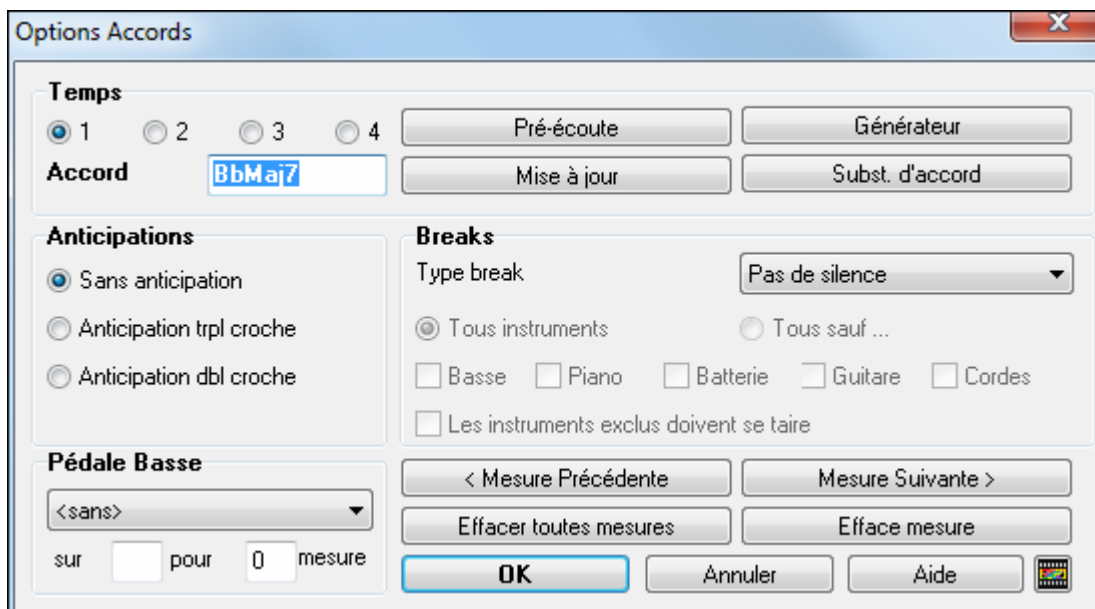 Options Accords
Temps
1 2 3 4
Pré-écoute
Générateur
Accord BbMaj7
Mise à jour
Subst. d'accord
Anticipations
Sans anticipation
Anticipation trpl croche
Anticipation dbl croche
Breaks
Type break
Pas de silence
Tous instruments
Tous sauf ...
Basse Piano Batterie Guitare Cordes
Les instruments exclus doivent se taire
Pédale Basse
<sans>
sur pour 0 mesure
< Mesure Précédente
Mesure Suivante >
Effacer toutes mesures
Efface mesure
OK
Annuler
Aide